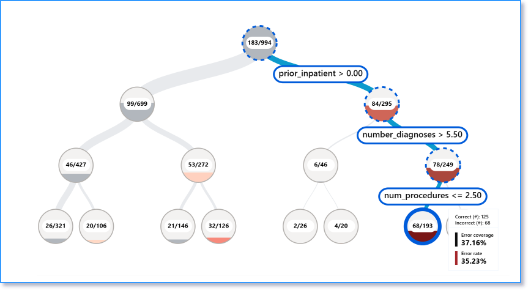 183/994
prior_inpatient > 0.00
99/699
84/295
number_diagnoses > 5.50
46/427
53/272
6/46
78/249
num_procedures <= 2.50
26/321
20/106
21/146
32/126
2/26
4/20
68/193
Correct (#): 125
Incorrect (#): 68
Error coverage
37.16%
Error rate
35.23%